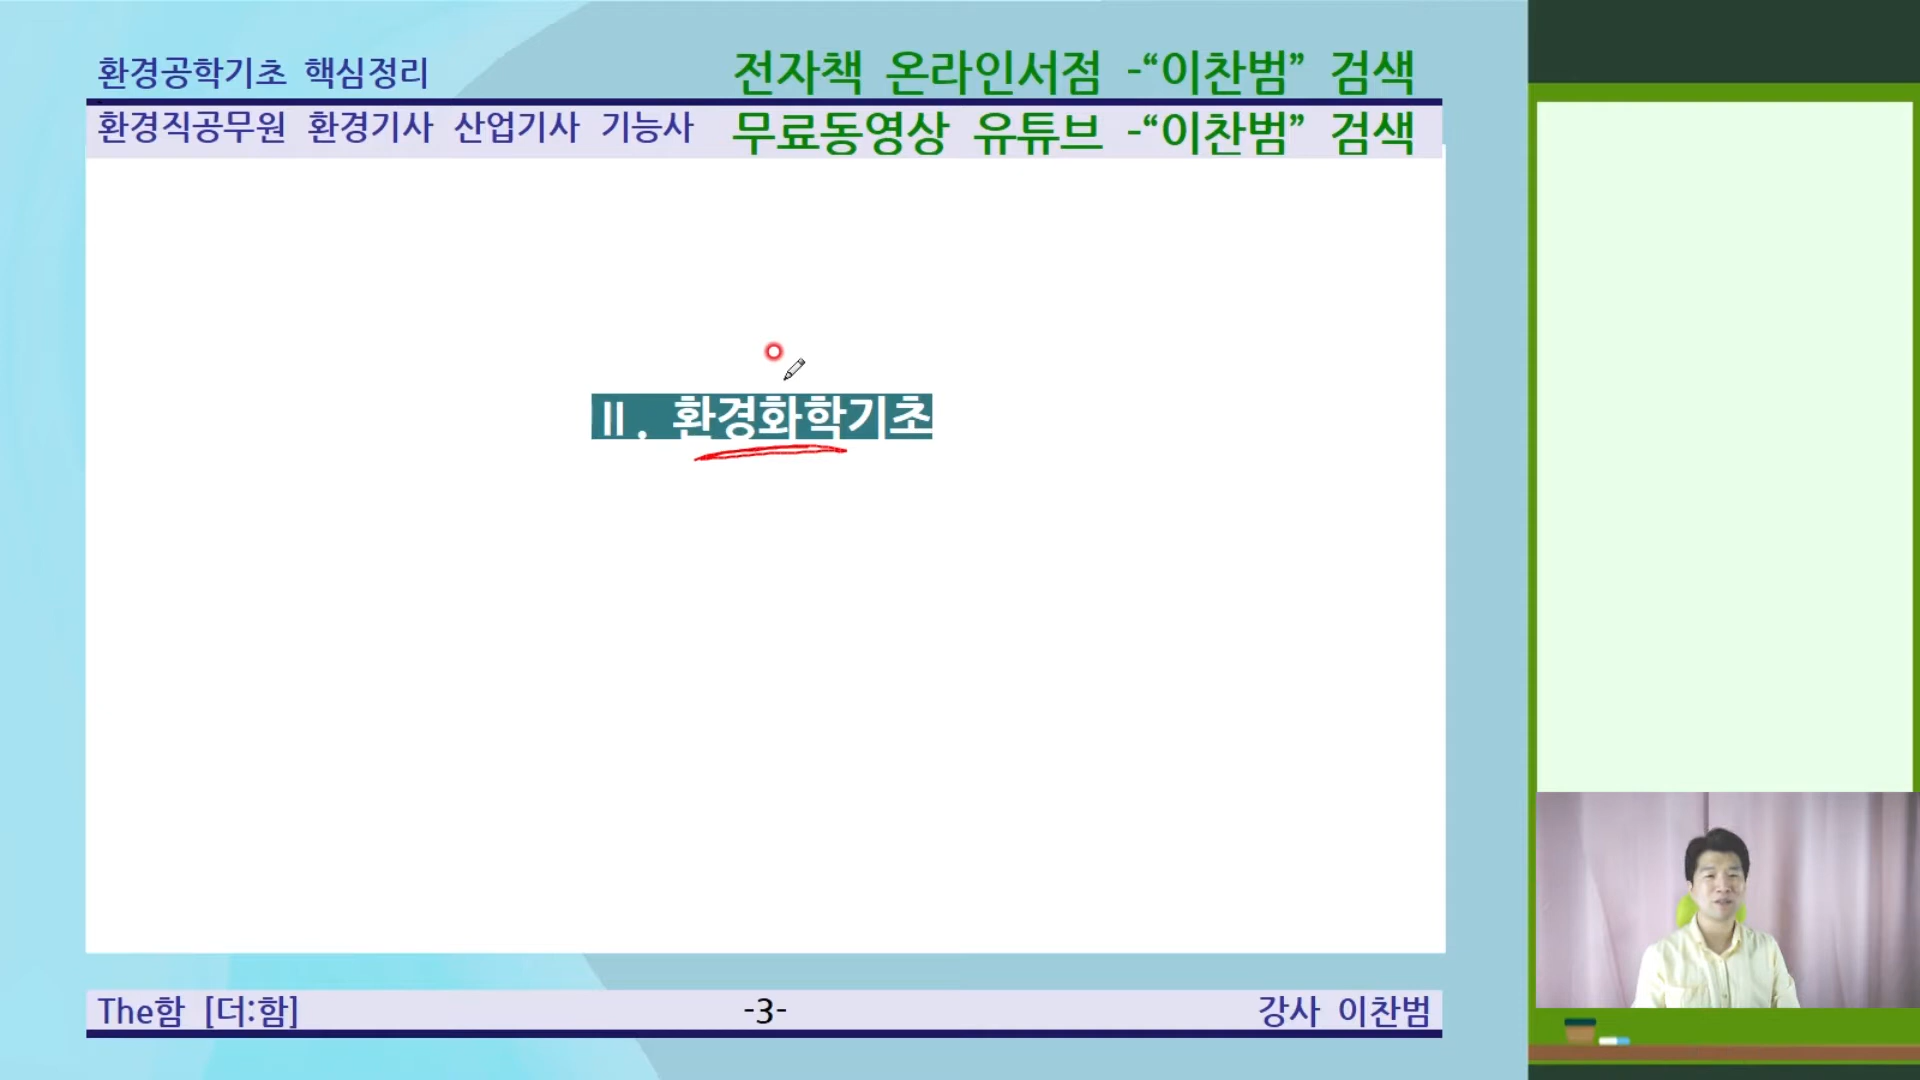 환경공학기초 핵심정리
전자책 온라인서점 -“이찬범” 검색
환경직공무원 환경기사 산업기사 기능사
무료동영상 유튜브 -“이찬범” 검색
Ⅱ. 환경화학기초
The함 [더:함]
-3-
강사 이찬범